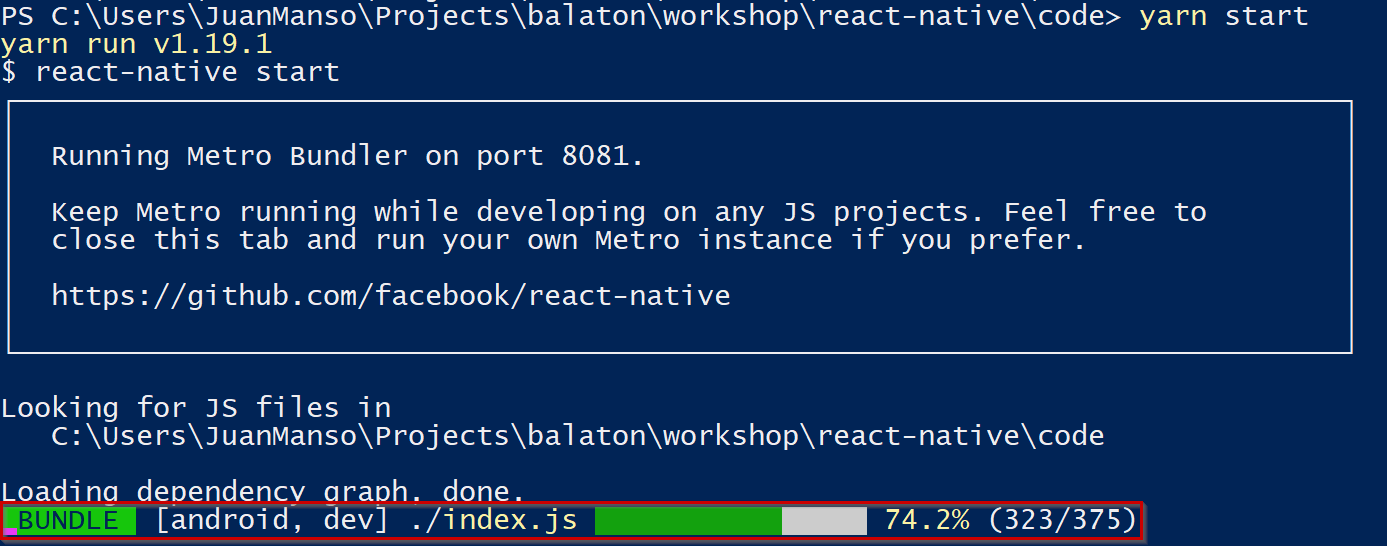 PS C:\Users\JuanManso\Projects\balaton\workshop\react-native\code> yarn start
yarn run v1.19.1
$ react-native start
Running Metro Bundler on port 8081.
Keep Metro running while developing on any JS projects. Feel free to
close this tab and run your own Metro instance if you prefer.
https://github.com/facebook/react-native
Looking for JS files in
C:\Users\JuanManso\Projects\balaton\workshop\react-native\code
Loading dependency graph, done.
BUNDLE [android, dev] ./index.js 74.2% (323/375)